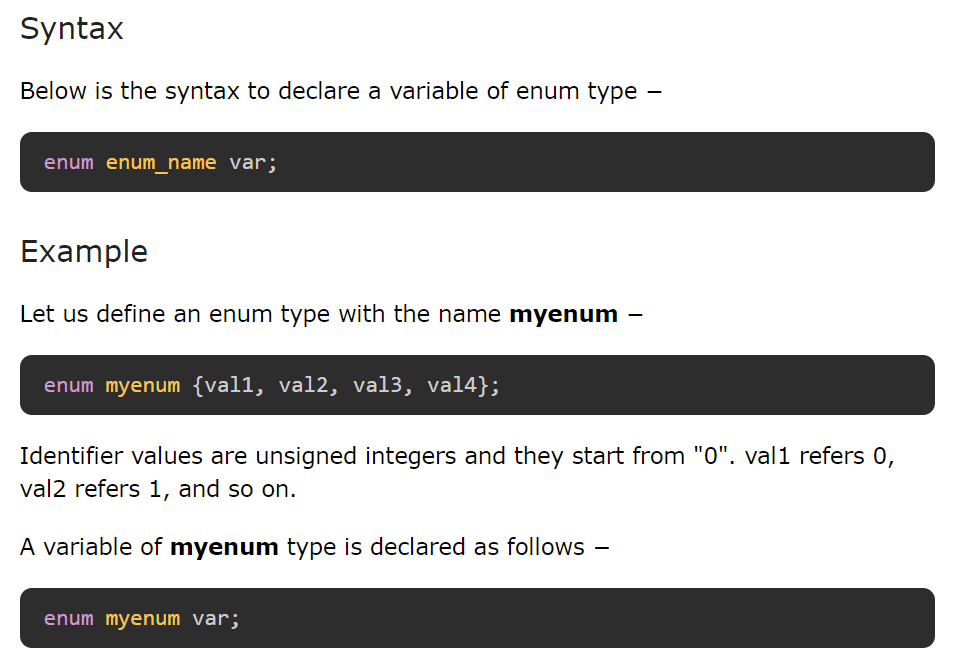 Syntax
Below is the syntax to declare a variable of enum type −
enum enum_name var;
Example
Let us define an enum type with the name myenum −
enum myenum {val1, val2, val3, val4};
Identifier values are unsigned integers and they start from "0". val1 refers 0,
val2 refers 1, and so on.
A variable of myenum type is declared as follows −
enum myenum var;